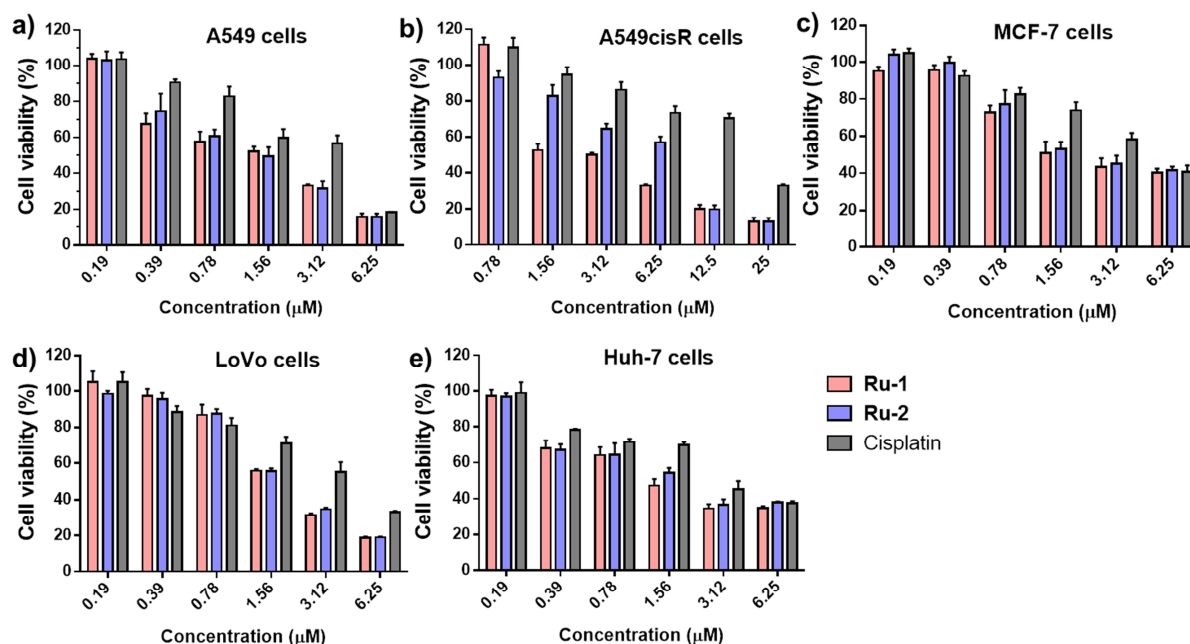 a) A549 cells
Cell viability (%)
120
100
80
60
40
20
0
0.19 0.39 0.78 1.56 3.12 6.25
Concentration (μM)
b) A549cisR cells
Cell viability (%)
120
100
80
60
40
20
0
0.78 1.56 3.12 6.25 12.5 25
Concentration (μM)
c) MCF-7 cells
Cell viability (%)
120
100
80
60
40
20
0
0.19 0.39 0.78 1.56 3.12 6.25
Concentration (μM)
d) LoVo cells
Cell viability (%)
120
100
80
60
40
20
0
0.19 0.39 0.78 1.56 3.12 6.25
Concentration (μM)
e) Huh-7 cells
Cell viability (%)
120
100
80
60
40
20
0
0.19 0.39 0.78 1.56 3.12 6.25
Concentration (μM)
Ru-1
Ru-2
Cisplatin